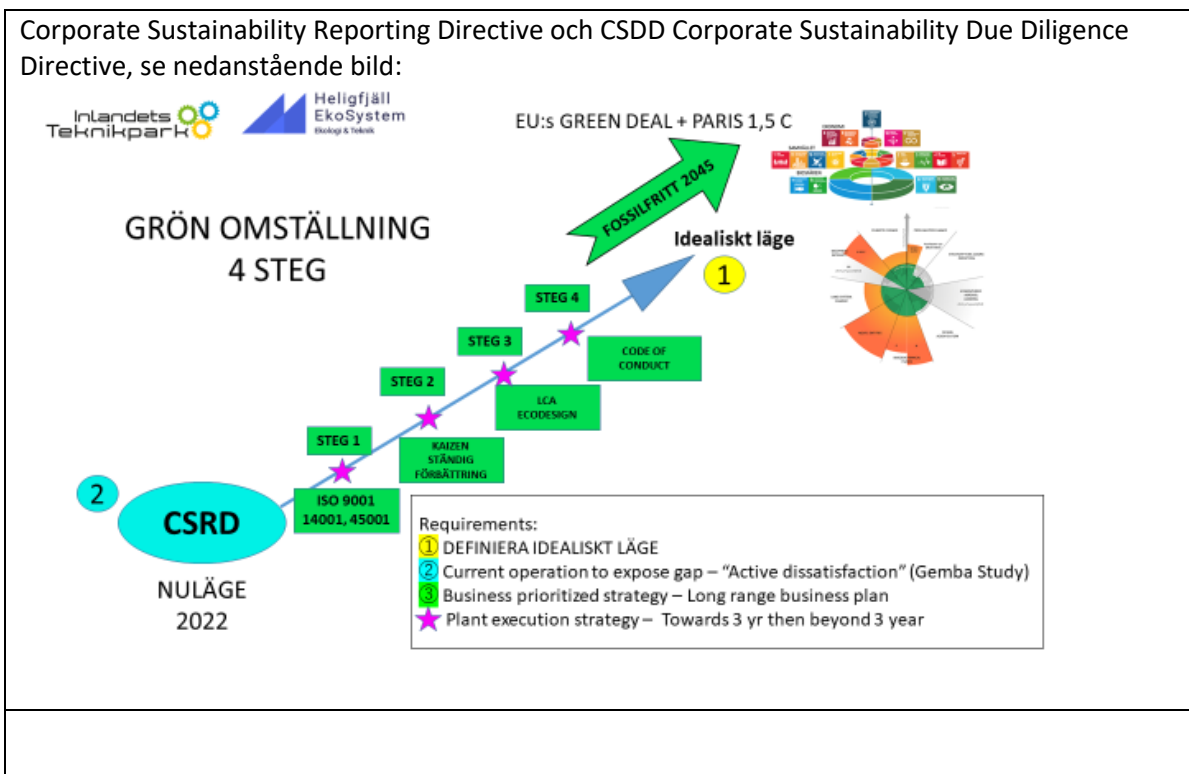 Corporate Sustainability Reporting Directive och CSDD Corporate Sustainability Due Diligence
Directive, se nedanstående bild:
Inlandets
Teknikpark
Heligfjäll
EkoSystem
Ekologi & Teknik
EU:s GREEN DEAL + PARIS 1,5 C
FOSSILFRITT 2045
GRÖN OMSTÄLLNING
4 STEG
Idealiskt läge
1
STEG 4
CODE OF
CONDUCT
STEG 3
LCA
ECODESIGN
STEG 2
KAIZEN
STÄNDIG
FÖRBÄTTRING
STEG 1
ISO 9001
14001, 45001
2
CSRD
NULÄGE
2022
Requirements:
1 DEFINIERA IDEALISKT LÄGE
2 Current operation to expose gap – “Active dissatisfaction” (Gemba Study)
3 Business prioritized strategy – Long range business plan
Plant execution strategy – Towards 3 yr then beyond 3 year